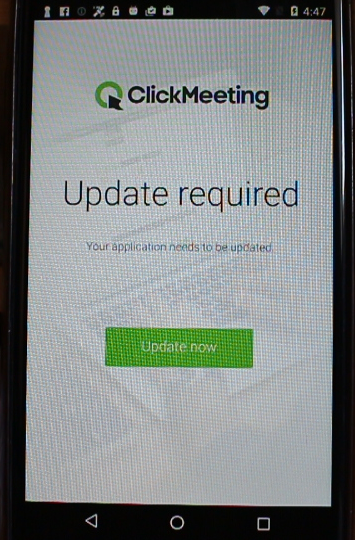 4:47
ClickMeeting
Update required
Your application needs to be updated.
Update now